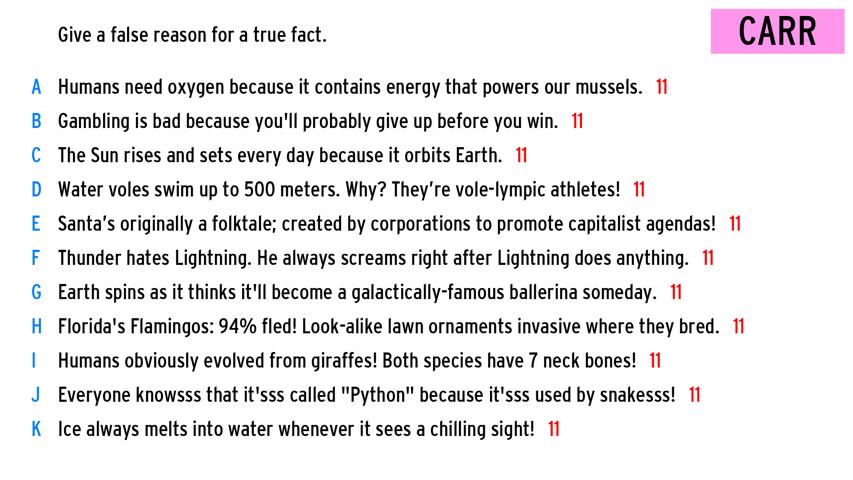 Give a false reason for a true fact.
CARR
A Humans need oxygen because it contains energy that powers our mussels. 11
B Gambling is bad because you'll probably give up before you win. 11
C The Sun rises and sets every day because it orbits Earth. 11
D Water voles swim up to 500 meters. Why? They’re vole-lympic athletes! 11
E Santa’s originally a folktale; created by corporations to promote capitalist agendas! 11
F Thunder hates Lightning. He always screams right after Lightning does anything. 11
G Earth spins as it thinks it'll become a galactically-famous ballerina someday. 11
H Florida's Flamingos: 94% fled! Look-alike lawn ornaments invasive where they bred. 11
I Humans obviously evolved from giraffes! Both species have 7 neck bones! 11
J Everyone knowsss that it'sss called "Python" because it'sss used by snakesss! 11
K Ice always melts into water whenever it sees a chilling sight! 11